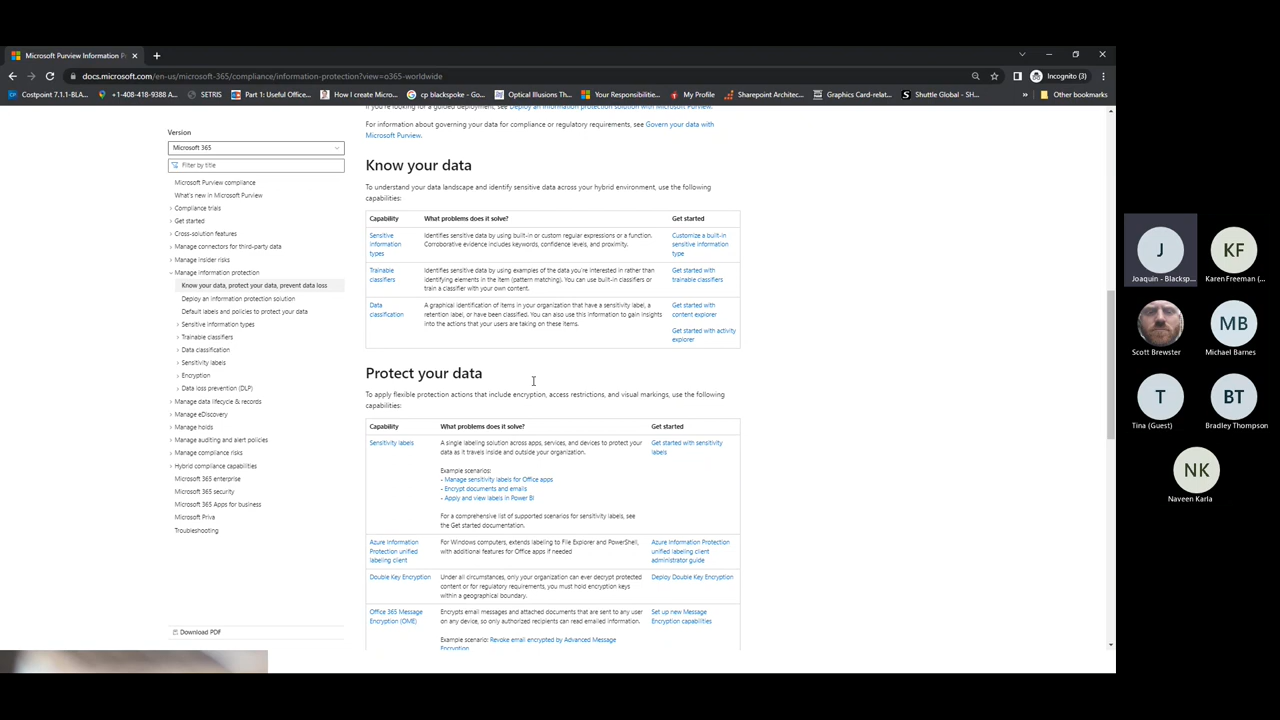 Microsoft Purview Information P
docs.microsoft.com/en-us/microsoft-365/compliance/information-protection?view=o365-worldwide
Incognito (3)
Costpoint 7.1.1-BLA...
+1-408-418-9388 A...
SETRIS
Part 1: Useful Office...
How I create Micro...
cp blackspoke - Go...
Optical Illusions The...
Your Responsibilitie...
My Profile
Sharepoint Architec...
Graphics Card-relat...
Shuttle Global - SH...
»
Other bookmarks
If you're looking for a guided deployment, see Deploy an information protection solution with Microsoft Purview.
For information about governing your data for compliance or regulatory requirements, see Govern your data with
Microsoft Purview.
Version
Microsoft 365
Filter by title
Microsoft Purview compliance
What's new in Microsoft Purview
Compliance trials
Get started
Cross-solution features
Manage connectors for third-party data
Manage insider risks
Manage information protection
Know your data, protect your data, prevent data loss
Deploy an information protection solution
Default labels and policies to protect your data
Sensitive information types
Trainable classifiers
Data classification
Sensitivity labels
Encryption
Data loss prevention (DLP)
Manage data lifecycle & records
Manage eDiscovery
Manage holds
Manage auditing and alert policies
Manage compliance risks
Hybrid compliance capabilities
Microsoft 365 enterprise
Microsoft 365 security
Microsoft 365 Apps for business
Microsoft Priva
Troubleshooting
Download PDF
Know your data
To understand your data landscape and identify sensitive data across your hybrid environment, use the following
capabilities:
Capability What problems does it solve? Get started
Sensitive
information
types
Identifies sensitive data by using built-in or custom regular expressions or a function.
Corroborative evidence includes keywords, confidence levels, and proximity.
Customize a built-in
sensitive information
type
Trainable
classifiers
Identifies sensitive data by using examples of the data you're interested in rather than
identifying elements in the item (pattern matching). You can use built-in classifiers or
train a classifier with your own content.
Get started with
trainable classifiers
Data
classification
A graphical identification of items in your organization that have a sensitivity label, a
retention label, or have been classified. You can also use this information to gain insights
into the actions that your users are taking on these items.
Get started with
content explorer
Get started with activity
explorer
Protect your data
To apply flexible protection actions that include encryption, access restrictions, and visual markings, use the following
capabilities:
Capability What problems does it solve? Get started
Sensitivity labels
A single labeling solution across apps, services, and devices to protect your
data as it travels inside and outside your organization.
Example scenarios:
- Manage sensitivity labels for Office apps
- Encrypt documents and emails
- Apply and view labels in Power BI
For a comprehensive list of supported scenarios for sensitivity labels, see
the Get started documentation.
Get started with sensitivity
labels
Azure Information
Protection unified
labeling client
For Windows computers, extends labeling to File Explorer and PowerShell,
with additional features for Office apps if needed
Azure Information Protection
unified labeling client
administrator guide
Double Key Encryption
Under all circumstances, only your organization can ever decrypt protected
content or for regulatory requirements, you must hold encryption keys
within a geographical boundary.
Deploy Double Key Encryption
Office 365 Message
Encryption (OME)
Encrypts email messages and attached documents that are sent to any user
on any device, so only authorized recipients can read emailed information.
Example scenario: Revoke email encrypted by Advanced Message
Encryption
Set up new Message
Encryption capabilities
J
Joaquin - Blacksp...
KF
Karen Freeman (...
Scott Brewster
MB
Michael Barnes
T
Tina (Guest)
BT
Bradley Thompson
NK
Naveen Karla